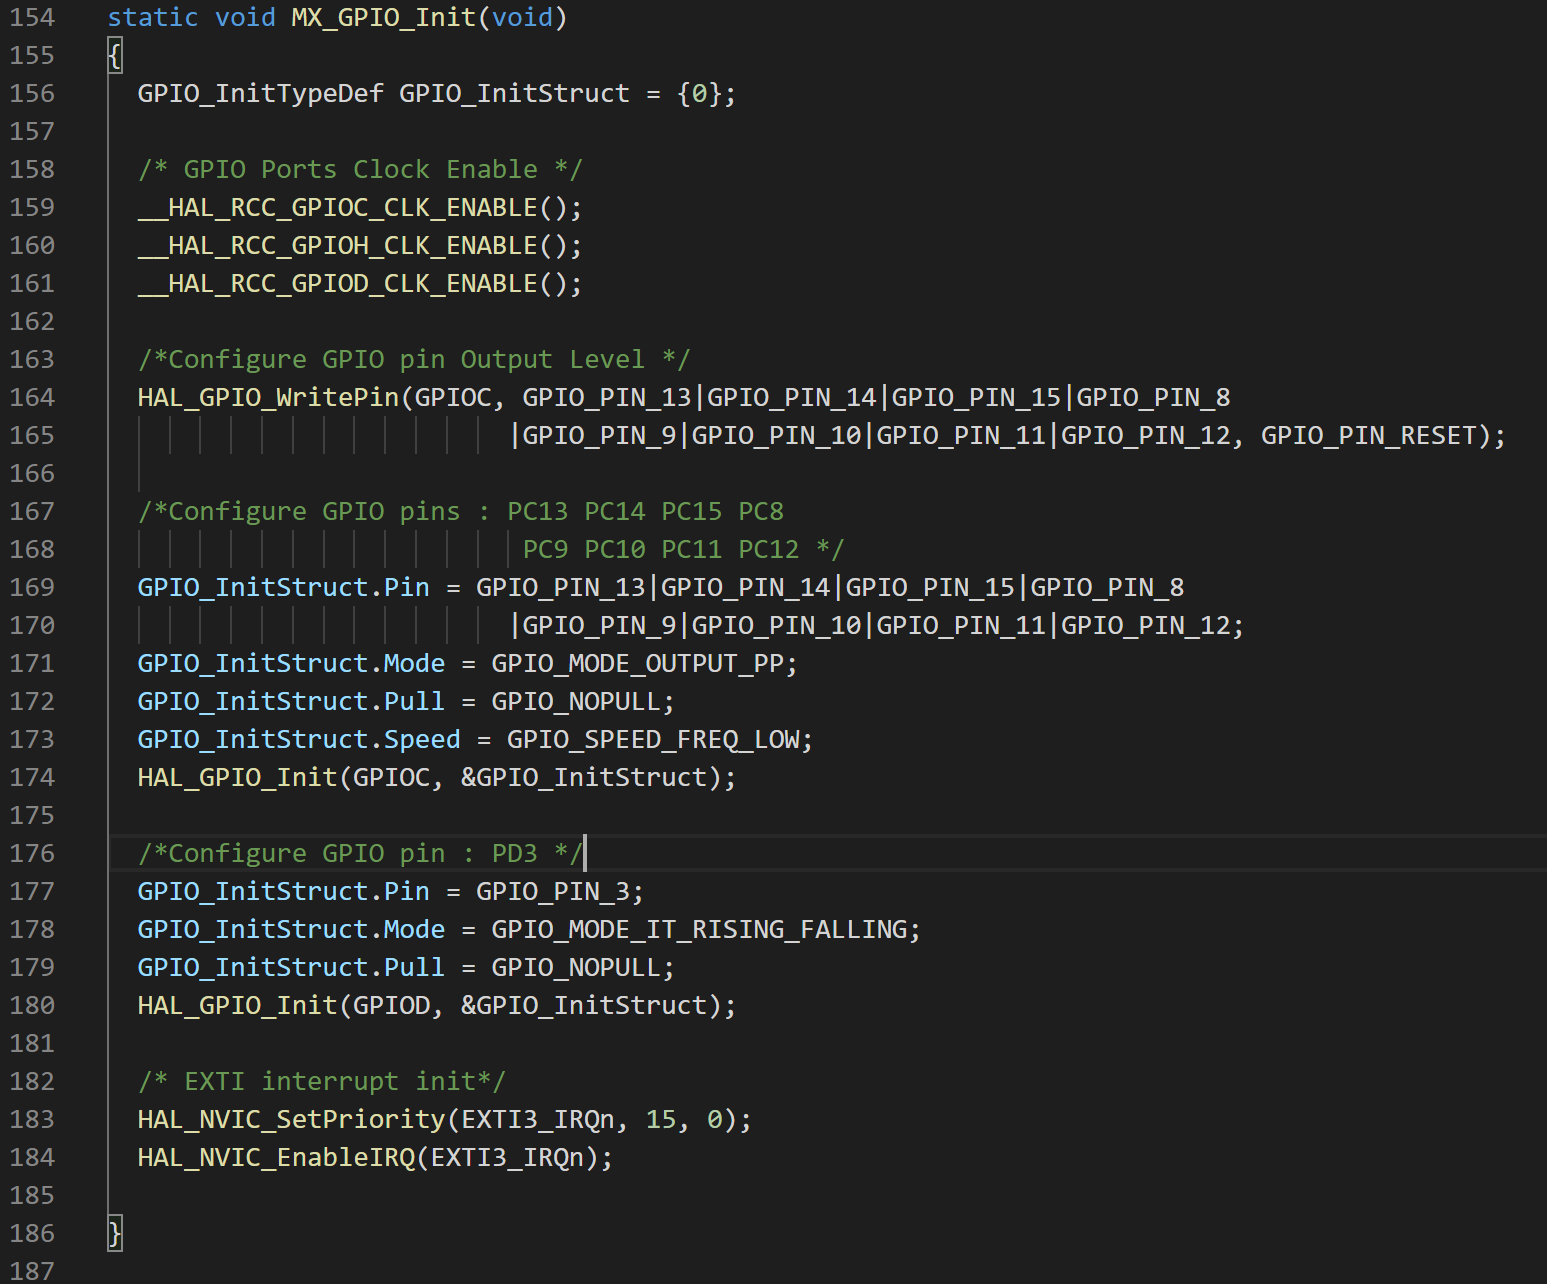 154 static void MX_GPIO_Init(void)
155 {
156   GPIO_InitTypeDef GPIO_InitStruct = {0};
157
158   /* GPIO Ports Clock Enable */
159   __HAL_RCC_GPIOC_CLK_ENABLE();
160   __HAL_RCC_GPIOH_CLK_ENABLE();
161   __HAL_RCC_GPIOD_CLK_ENABLE();
162
163   /*Configure GPIO pin Output Level */
164   HAL_GPIO_WritePin(GPIOC, GPIO_PIN_13|GPIO_PIN_14|GPIO_PIN_15|GPIO_PIN_8
165                           |GPIO_PIN_9|GPIO_PIN_10|GPIO_PIN_11|GPIO_PIN_12, GPIO_PIN_RESET);
166
167   /*Configure GPIO pins : PC13 PC14 PC15 PC8
168                            PC9 PC10 PC11 PC12 */
169   GPIO_InitStruct.Pin = GPIO_PIN_13|GPIO_PIN_14|GPIO_PIN_15|GPIO_PIN_8
170                           |GPIO_PIN_9|GPIO_PIN_10|GPIO_PIN_11|GPIO_PIN_12;
171   GPIO_InitStruct.Mode = GPIO_MODE_OUTPUT_PP;
172   GPIO_InitStruct.Pull = GPIO_NOPULL;
173   GPIO_InitStruct.Speed = GPIO_SPEED_FREQ_LOW;
174   HAL_GPIO_Init(GPIOC, &GPIO_InitStruct);
175
176   /*Configure GPIO pin : PD3 */
177   GPIO_InitStruct.Pin = GPIO_PIN_3;
178   GPIO_InitStruct.Mode = GPIO_MODE_IT_RISING_FALLING;
179   GPIO_InitStruct.Pull = GPIO_NOPULL;
180   HAL_GPIO_Init(GPIOD, &GPIO_InitStruct);
181
182   /* EXTI interrupt init*/
183   HAL_NVIC_SetPriority(EXTI3_IRQn, 15, 0);
184   HAL_NVIC_EnableIRQ(EXTI3_IRQn);
185
186 }
187